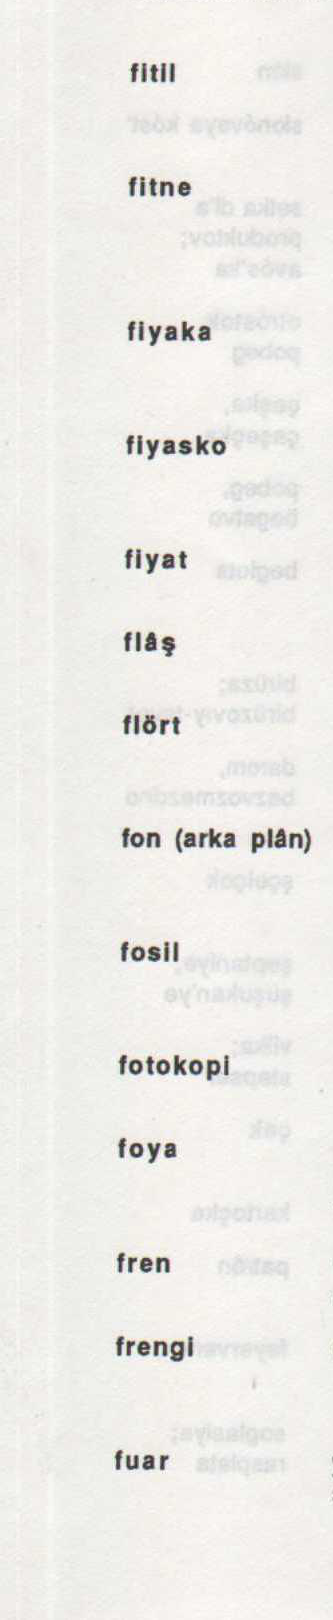 fitil
fitne
fiyaka
fiyasko
fiyat
flâş
flört
fon (arka plân)
fosil
fotokopi
foya
fren
frengi
fuar